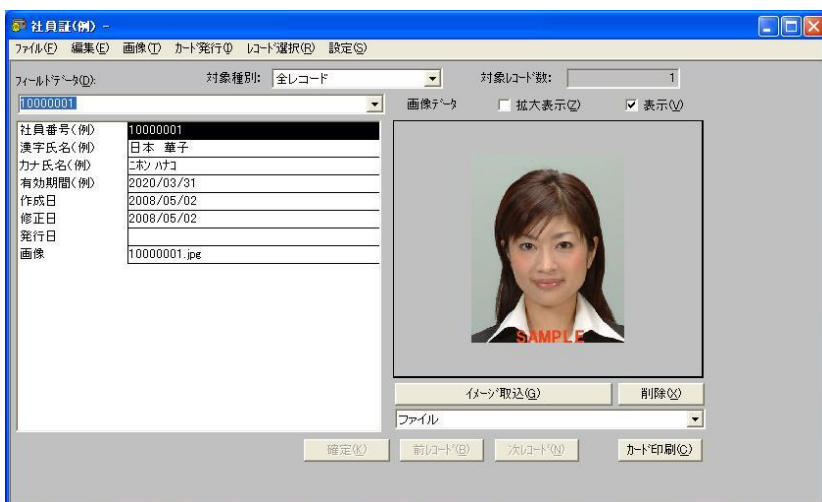 社員証(例) -
ファイル(F) 編集(E) 画像(T) カード発行(I) レコード選択(R) 設定(S)
フィールドデータ(D): 対象種別: 全レコード 対象レコード数: 1
10000001 画像データ 拡大表示(Z) 表示(V)
社員番号(例) 10000001
漢字氏名(例) 日本 華子
カナ氏名(例) ニホン ハナコ
有効期間(例) 2020/03/31
作成日 2008/05/02
修正日 2008/05/02
発行日
画像 10000001.jpg
SAMPLE
イメージ取込(G) 削除(X)
ファイル
確定(K) 前レコード(B) 次レコード(N) カード印刷(C)